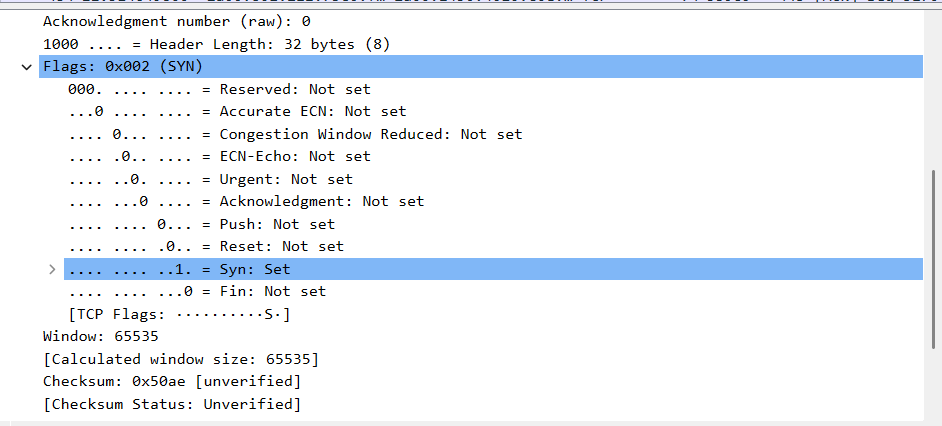 Acknowledgment number (raw): 0
1000 .... = Header Length: 32 bytes (8)
Flags: 0x002 (SYN)
000. .... .... = Reserved: Not set
...0 .... .... = Accurate ECN: Not set
.... 0... .... = Congestion Window Reduced: Not set
.... .0.. .... = ECN-Echo: Not set
.... ..0. .... = Urgent: Not set
.... ...0 .... = Acknowledgment: Not set
.... .... 0... = Push: Not set
.... .... .0.. = Reset: Not set
.... .... ..1. = Syn: Set
.... .... ...0 = Fin: Not set
[TCP Flags: ··········S·]
Window: 65535
[Calculated window size: 65535]
Checksum: 0x50ae [unverified]
[Checksum Status: Unverified]